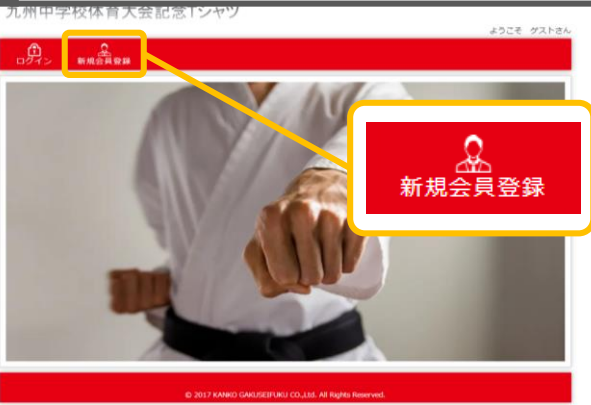 九州中学校体育大会記念Tシャツ
ようこそ ゲストさん
ログイン
新規会員登録
新規会員登録
© 2017 KANKO GAKUSEIFUKU CO.,Ltd. All Rights Reserved.